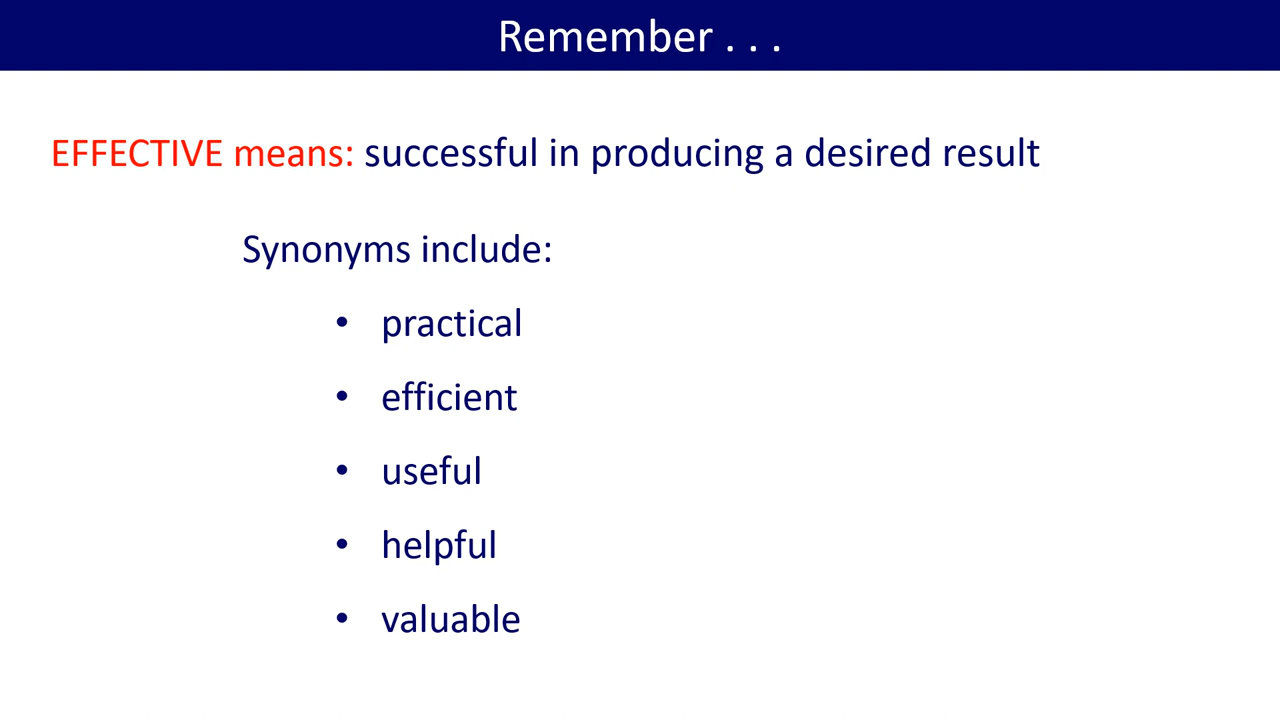 Remember . . .
EFFECTIVE means: successful in producing a desired result
Synonyms include:
• practical
• efficient
• useful
• helpful
• valuable